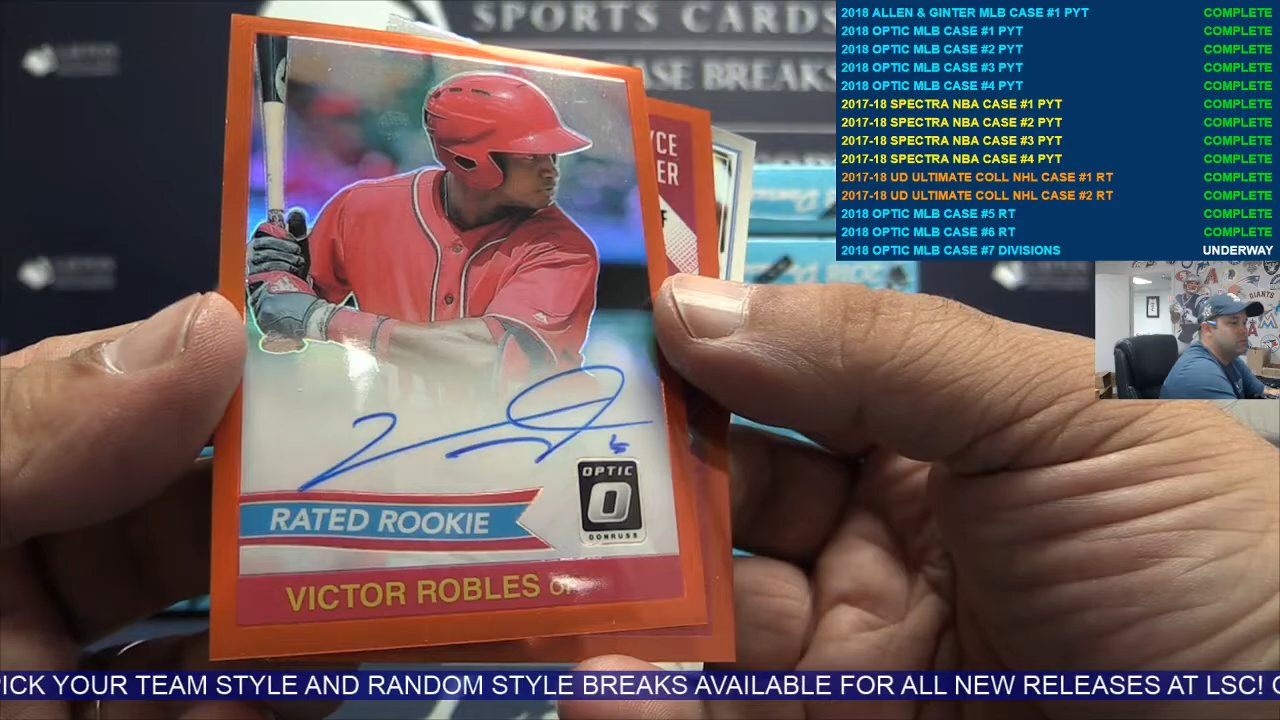 SPORTS CARDS
ASE BREAKS
2018 ALLEN & GINTER MLB CASE #1 PYT COMPLETE
2018 OPTIC MLB CASE #1 PYT COMPLETE
2018 OPTIC MLB CASE #2 PYT COMPLETE
2018 OPTIC MLB CASE #3 PYT COMPLETE
2018 OPTIC MLB CASE #4 PYT COMPLETE
2017-18 SPECTRA NBA CASE #1 PYT COMPLETE
2017-18 SPECTRA NBA CASE #2 PYT COMPLETE
2017-18 SPECTRA NBA CASE #3 PYT COMPLETE
2017-18 SPECTRA NBA CASE #4 PYT COMPLETE
2017-18 UD ULTIMATE COLL NHL CASE #1 RT COMPLETE
2017-18 UD ULTIMATE COLL NHL CASE #2 RT COMPLETE
2018 OPTIC MLB CASE #5 RT COMPLETE
2018 OPTIC MLB CASE #6 RT COMPLETE
2018 OPTIC MLB CASE #7 DIVISIONS UNDERWAY
YCE
ER
GIANTS
OPTIC
O
DONRUSS
RATED ROOKIE
VICTOR ROBLES OF
ICK YOUR TEAM STYLE AND RANDOM STYLE BREAKS AVAILABLE FOR ALL NEW RELEASES AT LSC!